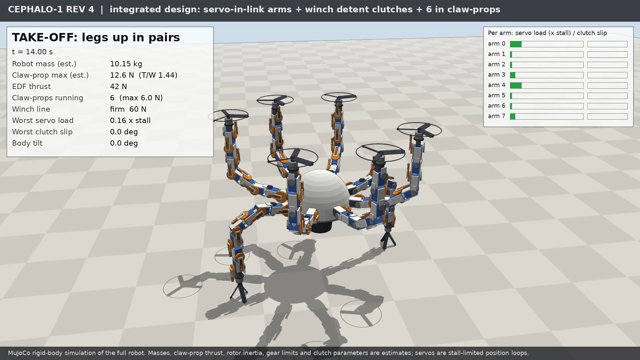 CEPHALO-1 REV 4 | integrated design: servo-in-link arms + winch detent clutches + 6 in claw-props
TAKE-OFF: legs up in pairs
t = 14.00 s
Robot mass (est.) 10.15 kg
Claw-prop max (est.) 12.6 N (T/W 1.44)
EDF thrust 42 N
Claw-props running 6 (max 6.0 N)
Winch line firm 60 N
Worst servo load 0.16 x stall
Worst clutch slip 0.0 deg
Body tilt 0.0 deg
Per arm: servo load (x stall) / clutch slip
arm 0
arm 1
arm 2
arm 3
arm 4
arm 5
arm 6
arm 7
MuJoCo rigid-body simulation of the full robot. Masses, claw-prop thrust, rotor inertia, gear limits and clutch parameters are estimates; servos are stall-limited position loops.